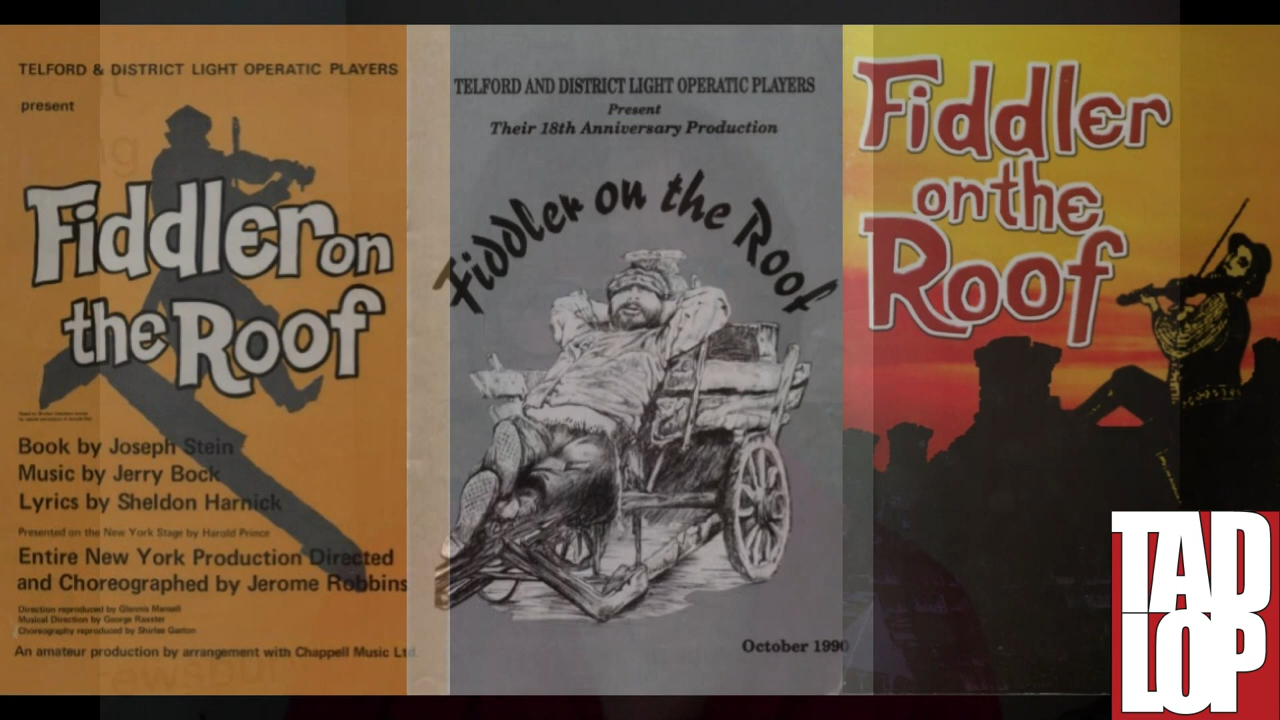 TELFORD & DISTRICT LIGHT OPERATIC PLAYERS
present
Fiddler on
the Roof
Book by Joseph Stein
Music by Jerry Bock
Lyrics by Sheldon Harnick
Presented on the New York Stage by Harold Prince
Entire New York Production Directed
and Choreographed by Jerome Robbins
Direction reproduced by Glennis Mansell
Musical Direction by George Raxster
Choreography reproduced by Shirlee Ganton
An amateur production by arrangement with Chappell Music Ltd.
TELFORD AND DISTRICT LIGHT OPERATIC PLAYERS
Present
Their 18th Anniversary Production
Fiddler on the Roof
October 1990
Fiddler
on the
Roof
TAD
LOP